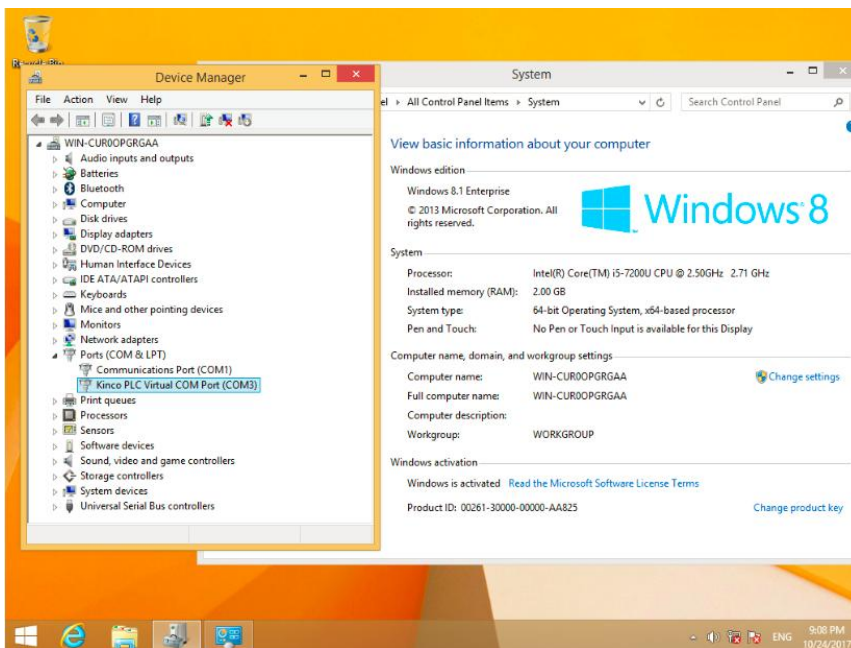 Device Manager
File Action View Help
WIN-CUR0OPGRGAA
Audio inputs and outputs
Batteries
Bluetooth
Computer
Disk drives
Display adapters
DVD/CD-ROM drives
Human Interface Devices
IDE ATA/ATAPI controllers
Keyboards
Mice and other pointing devices
Monitors
Network adapters
Ports (COM & LPT)
Communications Port (COM1)
Kinco PLC Virtual COM Port (COM3)
Print queues
Processors
Sensors
Software devices
Sound, video and game controllers
Storage controllers
System devices
Universal Serial Bus controllers
System
All Control Panel Items System
Search Control Panel
View basic information about your computer
Windows edition
Windows 8.1 Enterprise
© 2013 Microsoft Corporation. All
rights reserved.
Windows 8
System
Processor: Intel(R) Core(TM) i5-7200U CPU @ 2.50GHz 2.71 GHz
Installed memory (RAM): 2.00 GB
System type: 64-bit Operating System, x64-based processor
Pen and Touch: No Pen or Touch Input is available for this Display
Computer name, domain, and workgroup settings
Computer name: WIN-CUR0OPGRGAA Change settings
Full computer name: WIN-CUR0OPGRGAA
Computer description:
Workgroup: WORKGROUP
Windows activation
Windows is activated Read the Microsoft Software License Terms
Product ID: 00261-30000-00000-AA825 Change product key
ENG
9:08 PM
10/24/2017